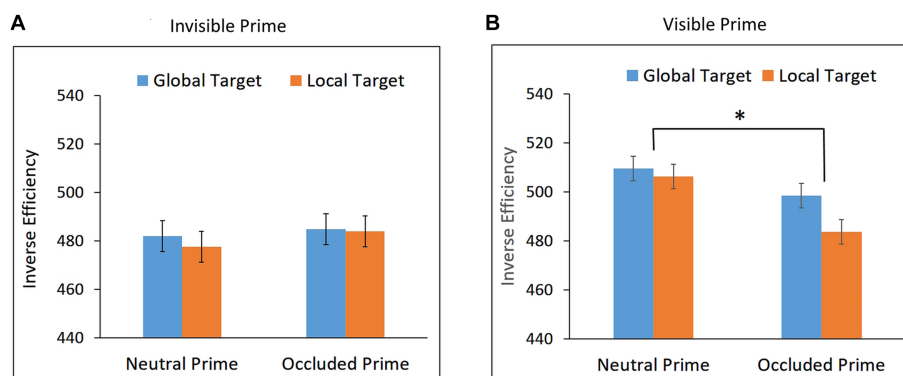 A
Invisible Prime
Global Target Local Target
540
520
500
480
460
440
Inverse Efficiency
Neutral Prime Occluded Prime
B
Visible Prime
Global Target Local Target
540
520
500
480
460
440
Inverse Efficiency
*
Neutral Prime Occluded Prime